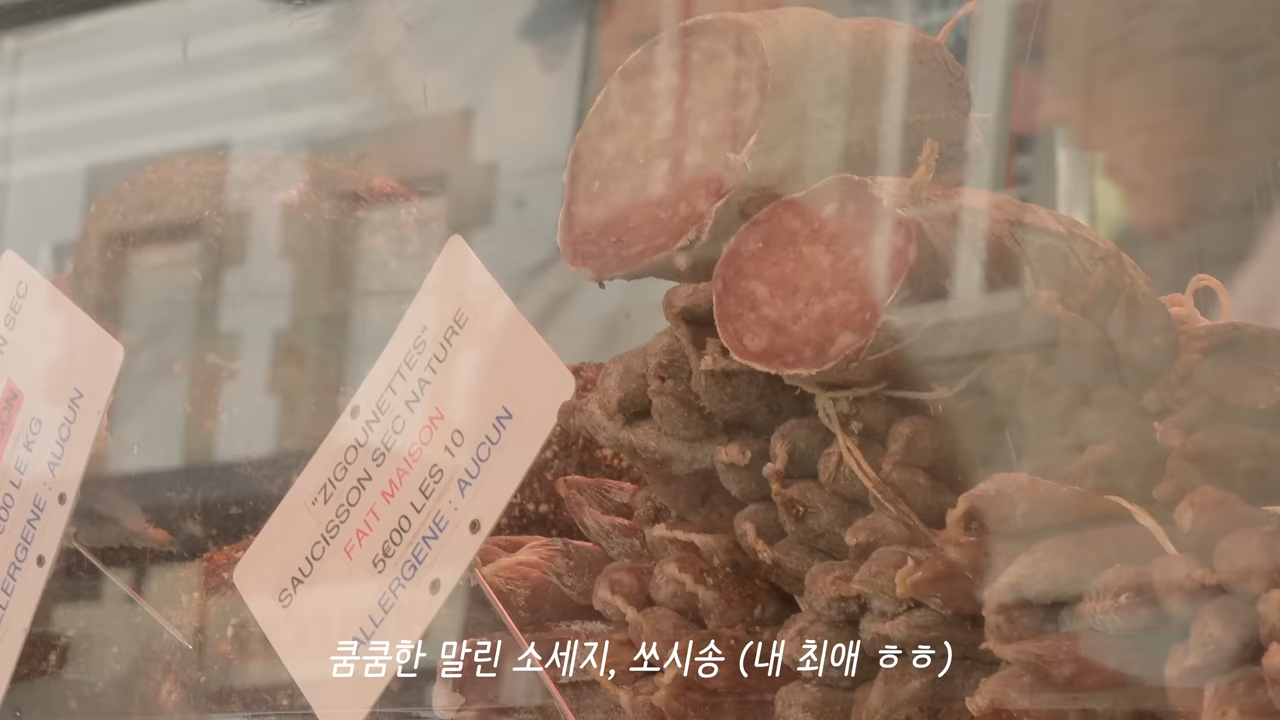 N SEC
SON
€00 LE KG
ALLERGENE : AUCUN
"ZIGOUNETTES"
SAUCISSON SEC NATURE
FAIT MAISON
5€00 LES 10
ALLERGENE : AUCUN
쿰쿰한 말린 소세지, 쏘시송 (내 최애 ㅎㅎ)